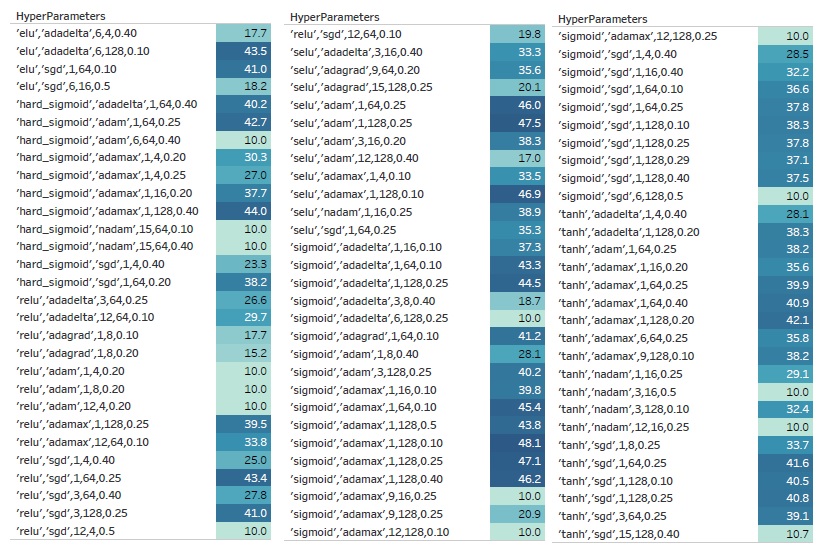 HyperParameters
'elu','adadelta',6,4,0.40 17.7
'elu','adadelta',6,128,0.10 43.5
'elu','sgd',1,64,0.10 41.0
'elu','sgd',6,16,0.5 18.2
'hard_sigmoid','adadelta',1,64,0.40 40.2
'hard_sigmoid','adam',1,64,0.25 42.7
'hard_sigmoid','adam',6,64,0.40 10.0
'hard_sigmoid','adamax',1,4,0.20 30.3
'hard_sigmoid','adamax',1,4,0.25 27.0
'hard_sigmoid','adamax',1,16,0.20 37.7
'hard_sigmoid','adamax',1,128,0.40 44.0
'hard_sigmoid','nadam',15,64,0.10 10.0
'hard_sigmoid','nadam',15,64,0.40 10.0
'hard_sigmoid','sgd',1,4,0.40 23.3
'hard_sigmoid','sgd',1,64,0.20 38.2
'relu','adadelta',3,64,0.25 26.6
'relu','adadelta',12,64,0.10 29.7
'relu','adagrad',1,8,0.10 17.7
'relu','adagrad',1,8,0.20 15.2
'relu','adam',1,4,0.20 10.0
'relu','adam',1,8,0.20 10.0
'relu','adam',12,4,0.20 10.0
'relu','adamax',1,128,0.25 39.5
'relu','adamax',12,64,0.10 33.8
'relu','sgd',1,4,0.40 25.0
'relu','sgd',1,64,0.25 43.4
'relu','sgd',3,64,0.40 27.8
'relu','sgd',3,128,0.25 41.0
'relu','sgd',12,4,0.5 10.0
HyperParameters
'relu','sgd',12,64,0.10 19.8
'selu','adadelta',3,16,0.40 33.3
'selu','adagrad',9,64,0.20 35.6
'selu','adagrad',15,128,0.25 20.1
'selu','adam',1,64,0.25 46.0
'selu','adam',1,128,0.25 47.5
'selu','adam',3,16,0.20 38.3
'selu','adam',12,128,0.40 17.0
'selu','adamax',1,4,0.10 33.5
'selu','adamax',1,128,0.10 46.9
'selu','nadam',1,16,0.25 38.9
'selu','sgd',1,64,0.25 35.3
'sigmoid','adadelta',1,16,0.10 37.3
'sigmoid','adadelta',1,64,0.10 43.3
'sigmoid','adadelta',1,128,0.25 44.5
'sigmoid','adadelta',3,8,0.40 18.7
'sigmoid','adadelta',6,128,0.25 10.0
'sigmoid','adagrad',1,64,0.10 41.2
'sigmoid','adam',1,8,0.40 28.1
'sigmoid','adam',3,128,0.25 40.2
'sigmoid','adamax',1,16,0.10 39.8
'sigmoid','adamax',1,64,0.10 45.4
'sigmoid','adamax',1,128,0.5 43.8
'sigmoid','adamax',1,128,0.10 48.1
'sigmoid','adamax',1,128,0.25 47.1
'sigmoid','adamax',1,128,0.40 46.2
'sigmoid','adamax',9,16,0.25 10.0
'sigmoid','adamax',9,128,0.25 20.9
'sigmoid','adamax',12,128,0.10 10.0
HyperParameters
'sigmoid','adamax',12,128,0.25 10.0
'sigmoid','sgd',1,4,0.40 28.5
'sigmoid','sgd',1,16,0.40 32.2
'sigmoid','sgd',1,64,0.10 36.6
'sigmoid','sgd',1,64,0.25 37.8
'sigmoid','sgd',1,128,0.10 38.3
'sigmoid','sgd',1,128,0.25 37.8
'sigmoid','sgd',1,128,0.29 37.1
'sigmoid','sgd',1,128,0.40 37.5
'sigmoid','sgd',6,128,0.5 10.0
'tanh','adadelta',1,4,0.40 28.1
'tanh','adadelta',1,128,0.20 38.3
'tanh','adam',1,64,0.25 38.2
'tanh','adamax',1,16,0.20 35.6
'tanh','adamax',1,64,0.25 39.9
'tanh','adamax',1,64,0.40 40.9
'tanh','adamax',1,128,0.20 42.1
'tanh','adamax',6,64,0.25 35.8
'tanh','adamax',9,128,0.10 38.2
'tanh','nadam',1,16,0.25 29.1
'tanh','nadam',3,16,0.5 10.0
'tanh','nadam',3,128,0.10 32.4
'tanh','nadam',12,16,0.25 10.0
'tanh','sgd',1,8,0.25 33.7
'tanh','sgd',1,64,0.25 41.6
'tanh','sgd',1,128,0.10 40.5
'tanh','sgd',1,128,0.25 40.8
'tanh','sgd',3,64,0.25 39.1
'tanh','sgd',15,128,0.40 10.7